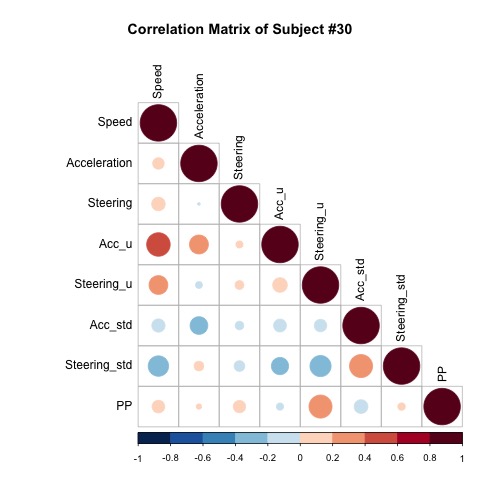 Correlation Matrix of Subject #30
Speed
Acceleration
Steering
Acc_u
Steering_u
Acc_std
Steering_std
PP
Speed
Acceleration
Steering
Acc_u
Steering_u
Acc_std
Steering_std
PP
-1 -0.8 -0.6 -0.4 -0.2 0 0.2 0.4 0.6 0.8 1